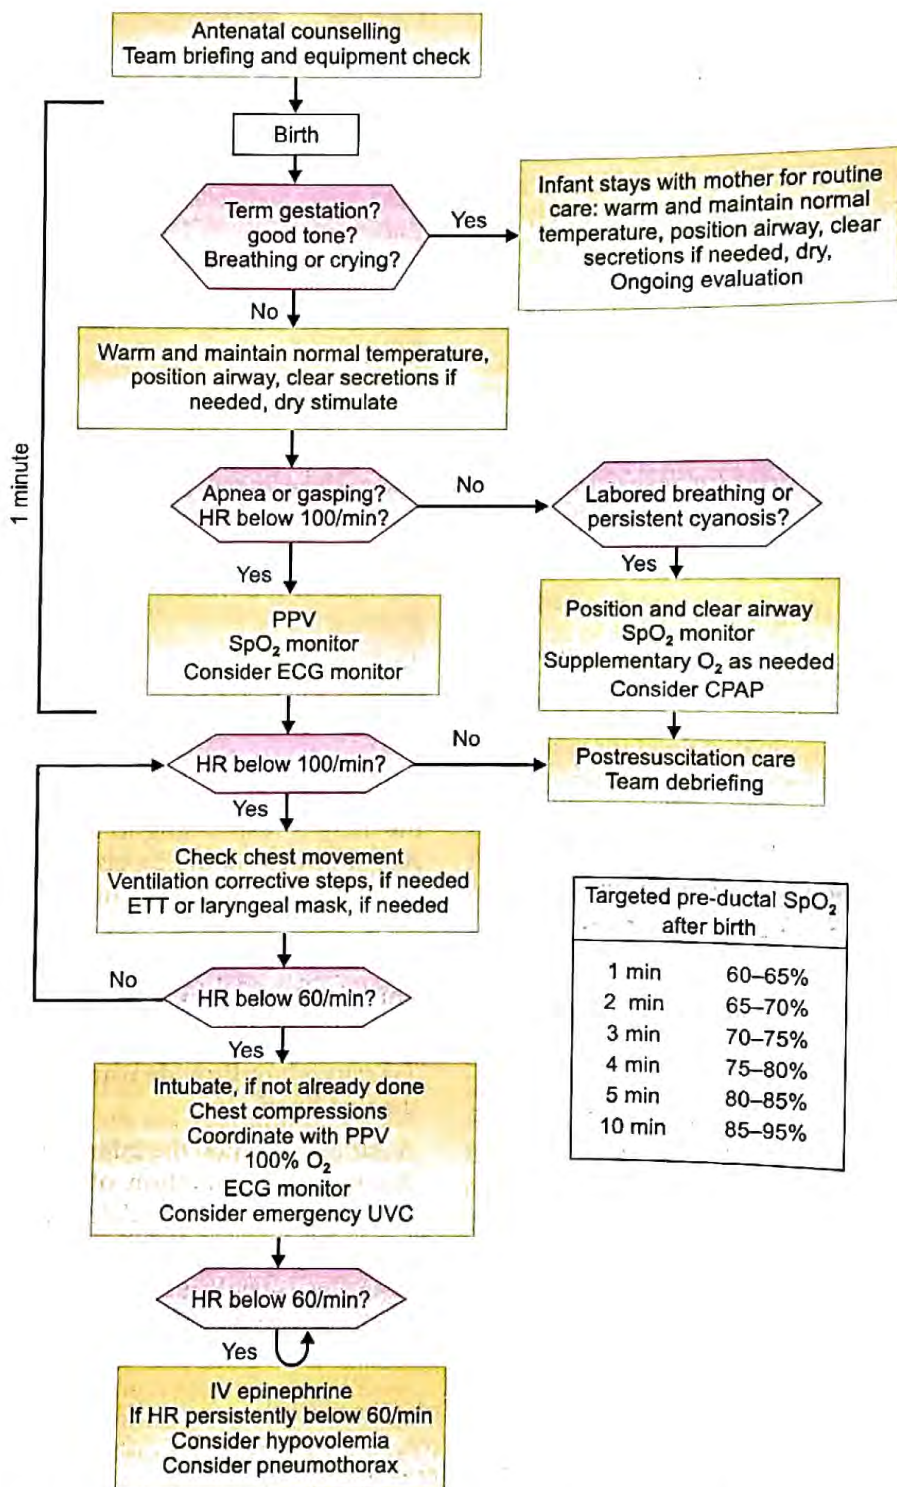 Antenatal counselling
Team briefing and equipment check
Birth
Term gestation?
good tone?
Breathing or crying?
Yes
Infant stays with mother for routine
care: warm and maintain normal
temperature, position airway, clear
secretions if needed, dry,
Ongoing evaluation
No
Warm and maintain normal temperature,
position airway, clear secretions if
needed, dry stimulate
1 minute
Apnea or gasping?
HR below 100/min?
No
Labored breathing or
persistent cyanosis?
Yes
Yes
PPV
SpO₂ monitor
Consider ECG monitor
Position and clear airway
SpO₂ monitor
Supplementary O₂ as needed
Consider CPAP
HR below 100/min?
No
Postresuscitation care
Team debriefing
Yes
Check chest movement
Ventilation corrective steps, if needed
ETT or laryngeal mask, if needed
No
HR below 60/min?
Yes
Intubate, if not already done
Chest compressions
Coordinate with PPV
100% O₂
ECG monitor
Consider emergency UVC
HR below 60/min?
Yes
IV epinephrine
If HR persistently below 60/min
Consider hypovolemia
Consider pneumothorax
Targeted pre-ductal SpO₂
after birth
1 min 60–65%
2 min 65–70%
3 min 70–75%
4 min 75–80%
5 min 80–85%
10 min 85–95%